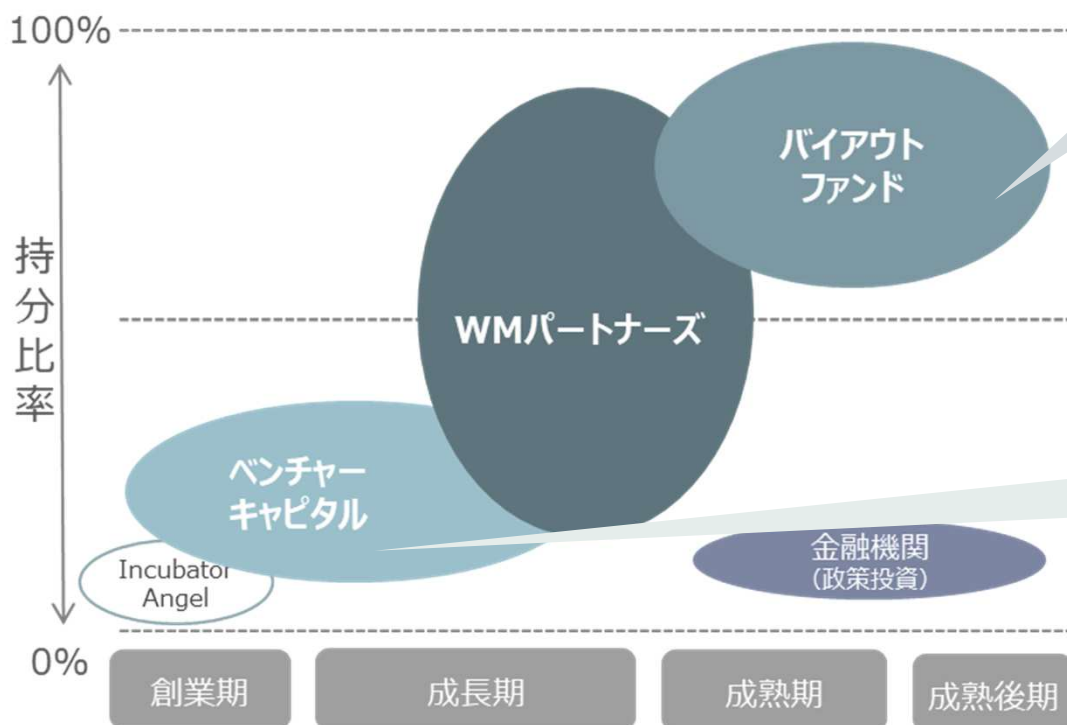 100%
バイアウト
ファンド
持分比率
WMパートナーズ
ベンチャー
キャピタル
Incubator
Angel
金融機関
(政策投資)
0%
創業期
成長期
成熟期
成熟後期